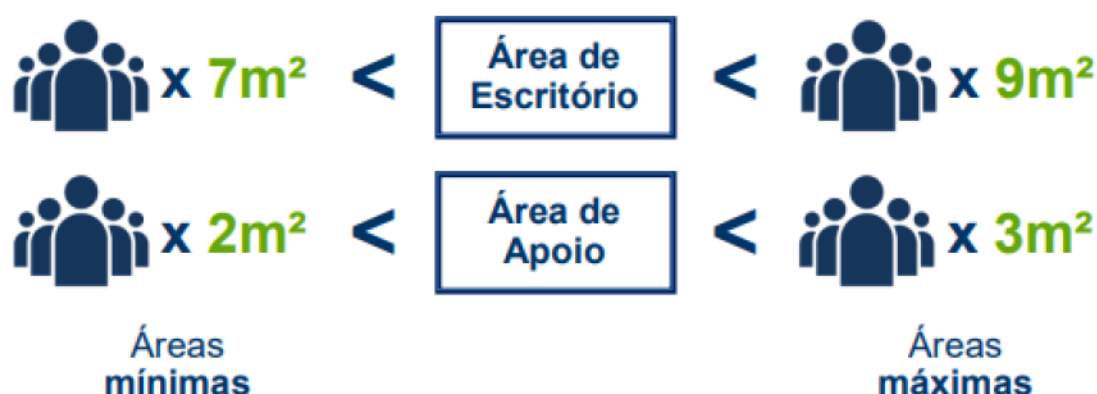 x 7m² < Área de Escritório < x 9m²
x 2m² < Área de Apoio < x 3m²
Áreas mínimas
Áreas máximas